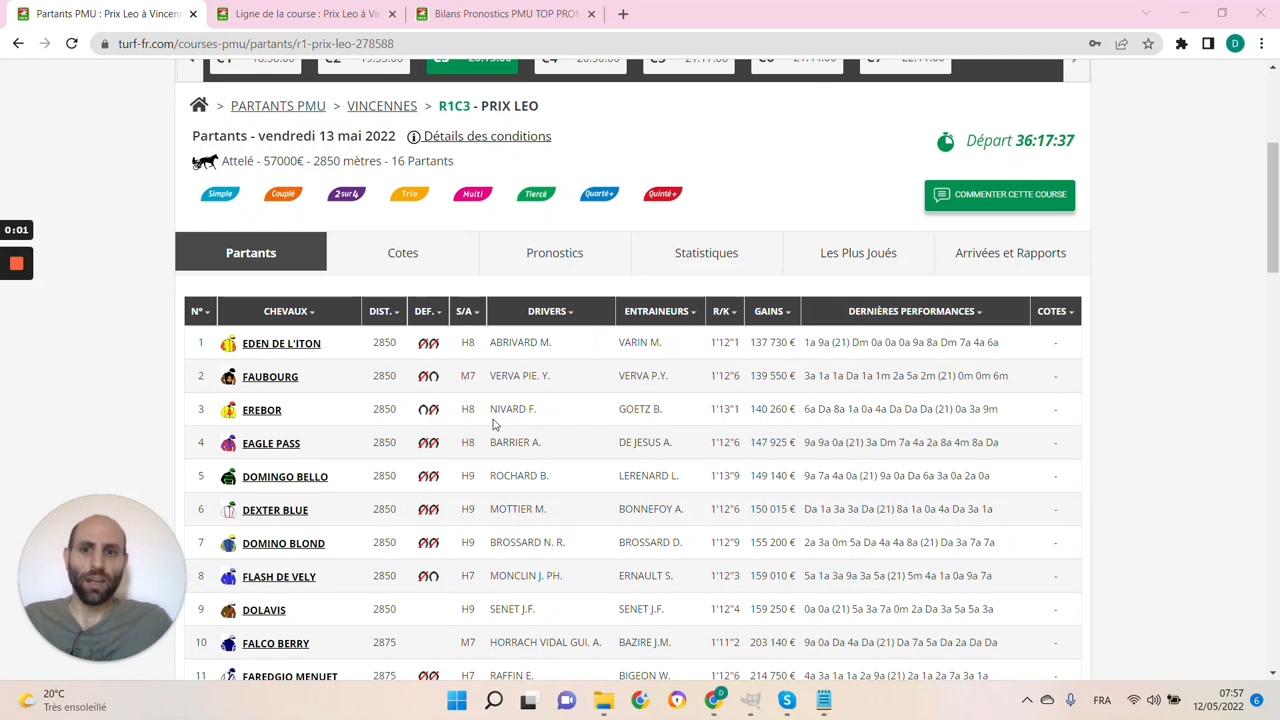 Partants PMU : Prix Leo à Vincen
Ligne de la course : Prix Leo à Vi
Bilans Pronostics PMU TOP PRON
turf-fr.com/courses-pmu/partants/r1-prix-leo-278588
C1 C2 C3 C4 C5 C6 C7
> PARTANTS PMU > VINCENNES > R1C3 - PRIX LEO
Partants - vendredi 13 mai 2022 Détails des conditions
Départ 36:17:37
Attelé - 57000€ - 2850 mètres - 16 Partants
Simple Couplé 2sur4 Trio Multi Tiercé Quarté+ Quinté+
COMMENTER CETTE COURSE
0:01
Partants Cotes Pronostics Statistiques Les Plus Joués Arrivées et Rapports
N° CHEVAUX DIST. DEF. S/A DRIVERS ENTRAINEURS R/K GAINS DERNIÈRES PERFORMANCES COTES
1 EDEN DE L'ITON 2850 H8 ABRIVARD M. VARIN M. 1'12"1 137 730 € 1a 9a (21) Dm 0a 0a 0a 9a 8a Dm 7a 4a 6a -
2 FAUBOURG 2850 M7 VERVA PIE. Y. VERVA P.Y. 1'12"6 139 550 € 3a 1a 1a Da 1a 1m 2a 5a 2m (21) 0m 0m 6m -
3 EREBOR 2850 H8 NIVARD F. GOETZ B. 1'13"1 140 260 € 6a Da 8a 1a 0a 4a Da Da Da (21) 0a 3a 9m -
4 EAGLE PASS 2850 H8 BARRIER A. DE JESUS A. 1'12"6 147 925 € 9a 9a 0a (21) 3a Dm 7a 4a 2a 8a 4m 8a Da -
5 DOMINGO BELLO 2850 H9 ROCHARD B. LERENARD L. 1'13"9 149 140 € 9a 7a 4a 0a (21) 9a 0a Da 6a 3a 0a 2a 0a -
6 DEXTER BLUE 2850 H9 MOTTIER M. BONNEFOY A. 1'12"6 150 015 € Da 1a 3a 3a Da (21) 8a 1a 0a 4a Da 3a 1a -
7 DOMINO BLOND 2850 H9 BROSSARD N. R. BROSSARD D. 1'12"9 155 200 € 2a 3a 0m 5a Da 4a 4a 8a (21) Da 3a 7a 7a -
8 FLASH DE VELY 2850 H7 MONCLIN J. PH. ERNAULT S. 1'12"3 159 010 € 5a 1a 3a 9a 3a 5a (21) 5m 4a 1a 0a 9a 7a -
9 DOLAVIS 2850 H9 SENET J.F. SENET J.F. 1'12"4 159 250 € 0a 0a (21) 5a 3a 7a 0m 2a Da 3a 5a 5a 3a -
10 FALCO BERRY 2875 M7 HORRACH VIDAL GUI. A. BAZIRE J.M. 1'11"2 203 140 € 9a 0a Da 4a Da (21) Da 7a 5a Da 2a Da Da -
11 FAREDGIO MENUET 2875 H7 RAFFIN E. BIGEON W. 1'12"6 214 750 €
20°C
Très ensoleillé
FRA
07:57
12/05/2022
6